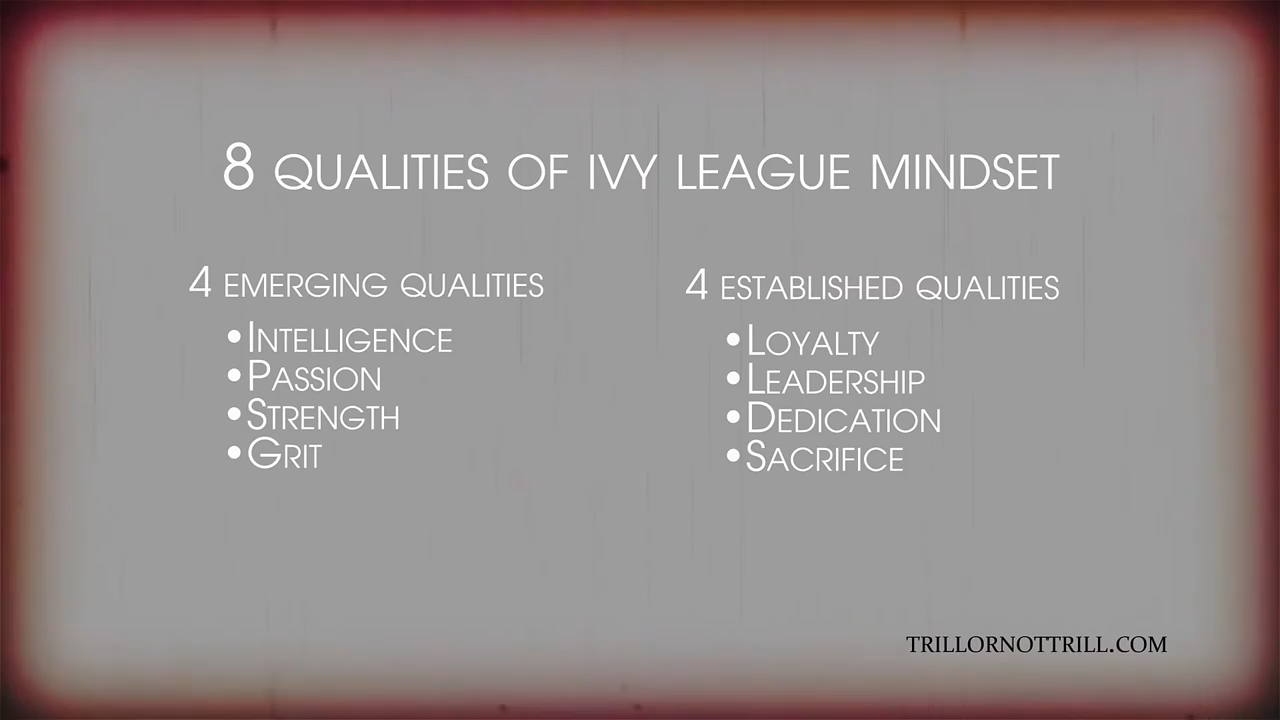 8 QUALITIES OF IVY LEAGUE MINDSET
4 EMERGING QUALITIES
•INTELLIGENCE
•PASSION
•STRENGTH
•GRIT
4 ESTABLISHED QUALITIES
•LOYALTY
•LEADERSHIP
•DEDICATION
•SACRIFICE
TRILLORNOTTRILL.COM